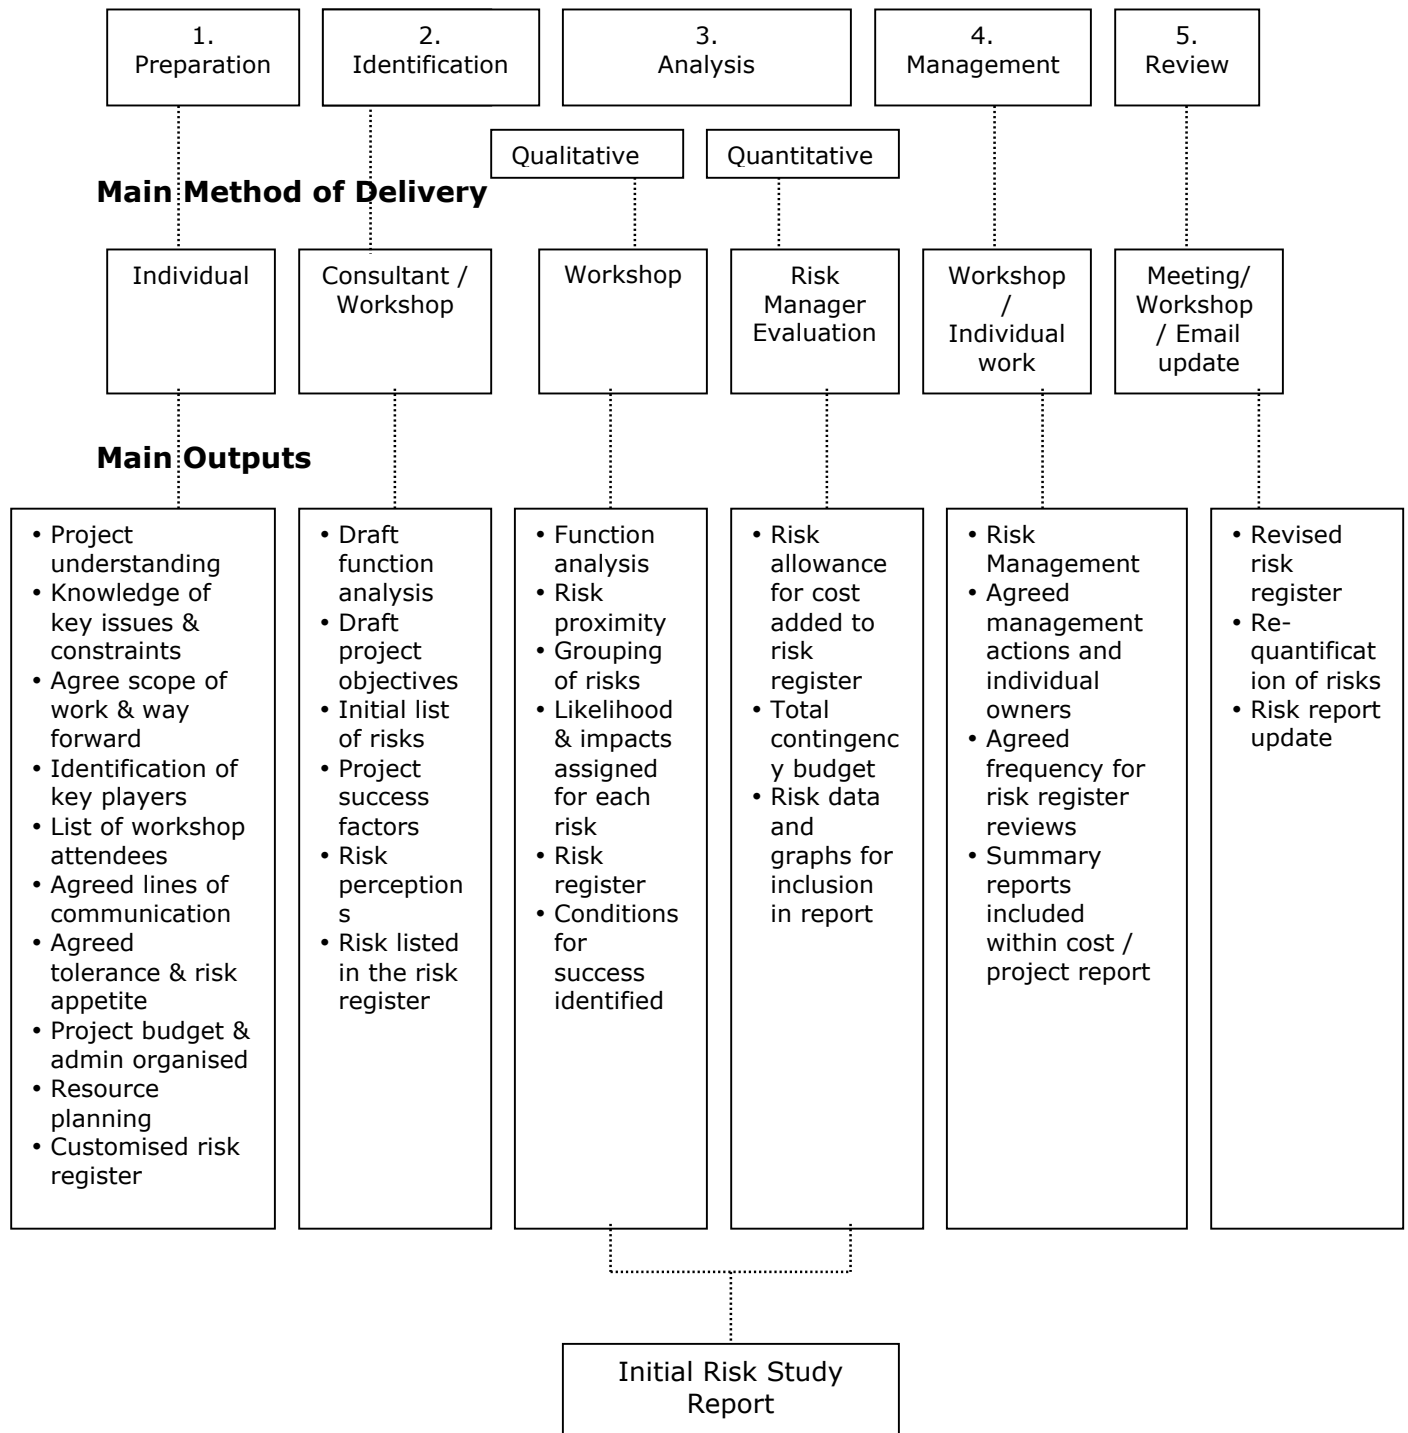 1.
Preparation
2.
Identification
3.
Analysis
4.
Management
5.
Review
Qualitative
Quantitative
Main Method of Delivery
Individual
Consultant /
Workshop
Workshop
Risk
Manager
Evaluation
Workshop
/
Individual
work
Meeting/
Workshop
/ Email
update
Main Outputs
• Project
understanding
• Knowledge of
key issues &
constraints
• Agree scope of
work & way
forward
• Identification of
key players
• List of workshop
attendees
• Agreed lines of
communication
• Agreed
tolerance & risk
appetite
• Project budget &
admin organised
• Resource
planning
• Customised risk
register
• Draft
function
analysis
• Draft
project
objectives
• Initial list
of risks
• Project
success
factors
• Risk
perception
s
• Risk listed
in the risk
register
• Function
analysis
• Risk
proximity
• Grouping
of risks
• Likelihood
& impacts
assigned
for each
risk
• Risk
register
• Conditions
for
success
identified
• Risk
allowance
for cost
added to
risk
register
• Total
contingenc
y budget
• Risk data
and
graphs for
inclusion
in report
• Risk
Management
• Agreed
management
actions and
individual
owners
• Agreed
frequency for
risk register
reviews
• Summary
reports
included
within cost /
project report
• Revised
risk
register
• Re-
quantificat
ion of risks
• Risk report
update
Initial Risk Study
Report